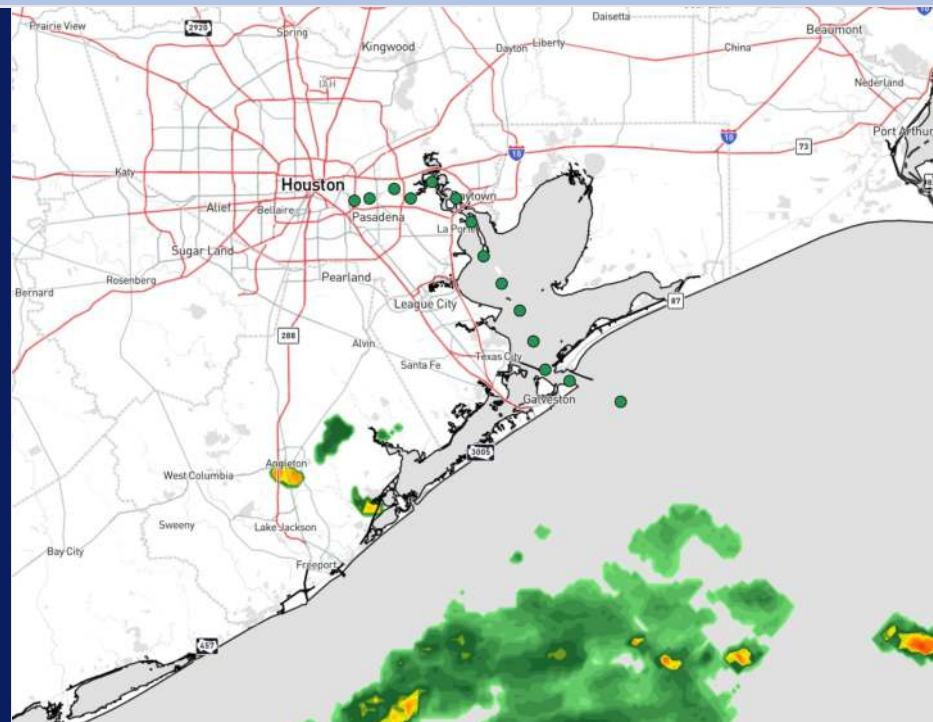 Daisetta
Prairie View
2920
Spring
Beaumont
Kingwood
Dayton
Liberty
China
IAH
Nederland
10
Port Arthur
73
10
Katy
Houston
Baytown
Alief
Bellaire
Pasadena
La Porte
Sugar Land
Pearland
Rosenberg
Bernard
League City
87
288
Alvin
Texas City
Santa Fe
Galveston
3005
Angleton
West Columbia
Sweeny
Lake Jackson
Bay City
Freeport
457